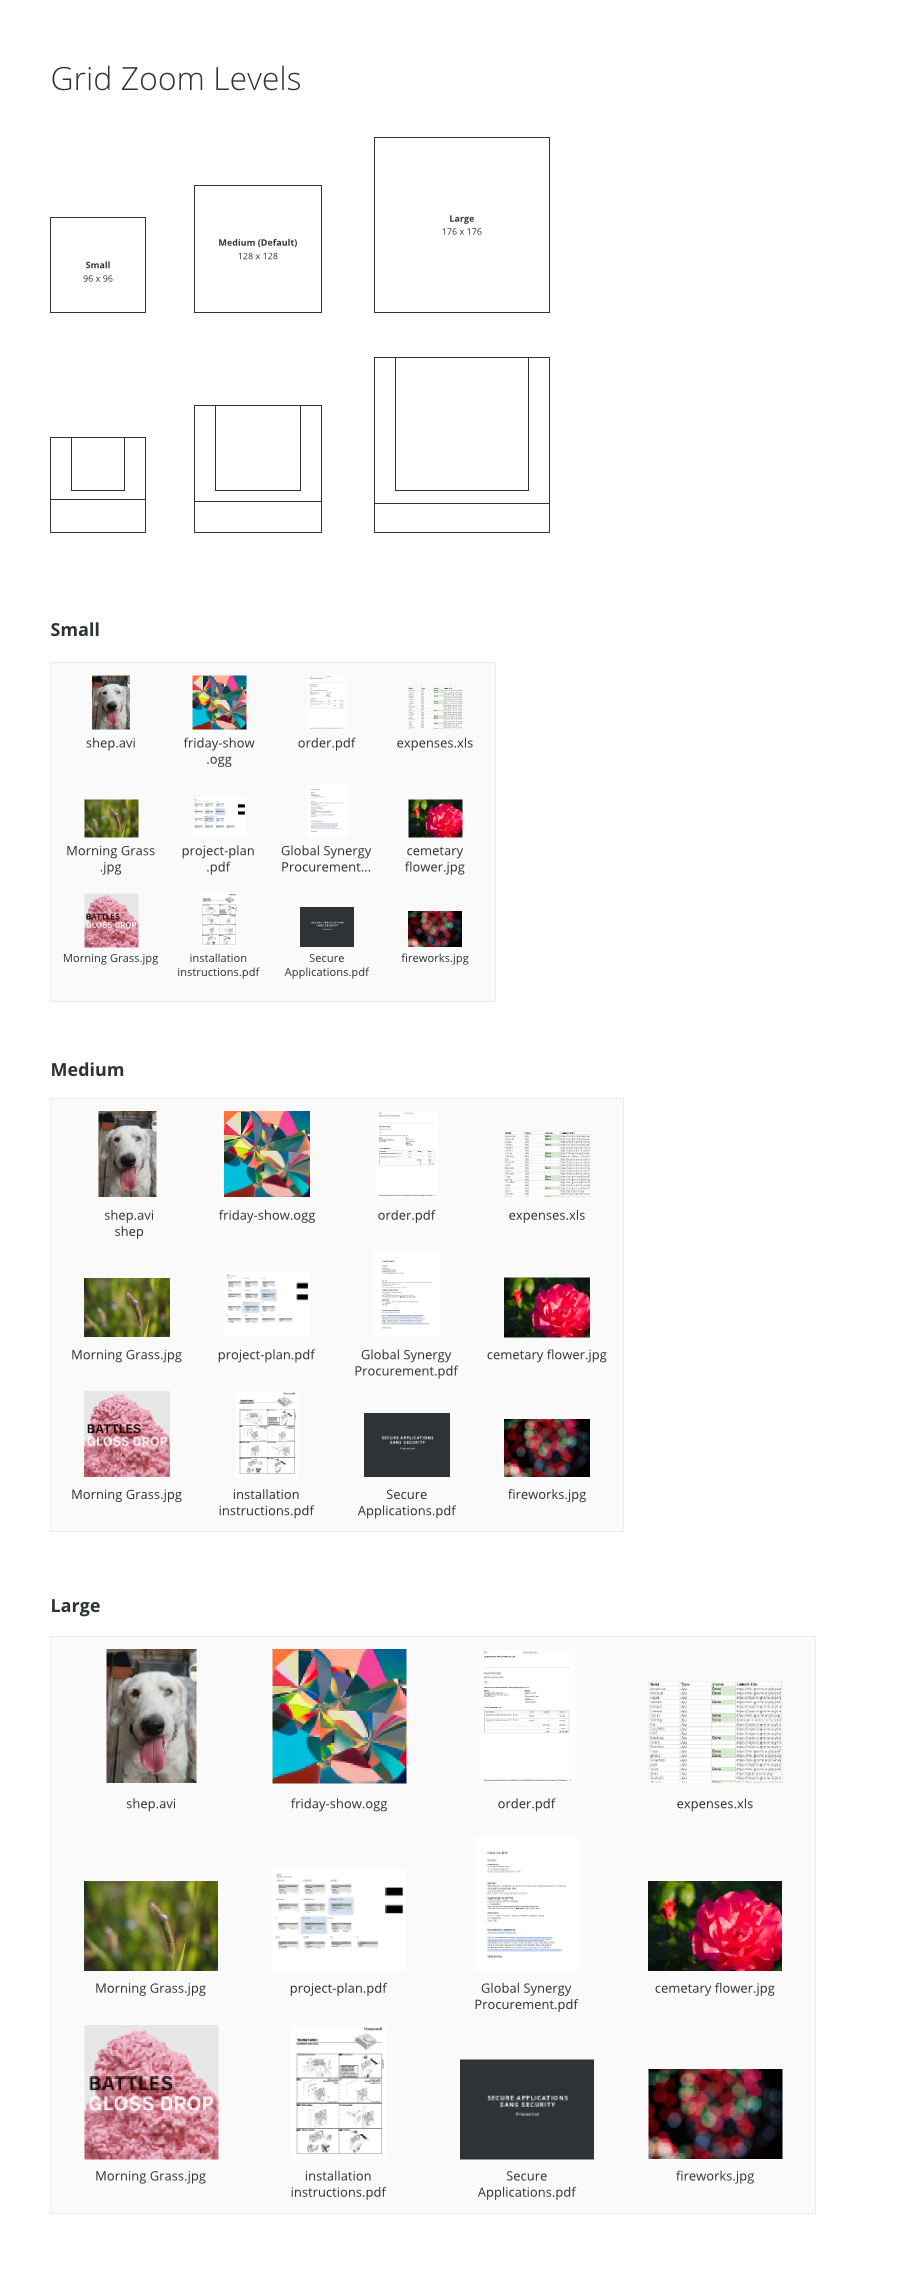 Grid Zoom Levels
Large
176 x 176
Medium (Default)
128 x 128
Small
96 x 96
Small
shep.avi
friday-show
.ogg
order.pdf
expenses.xls
Morning Grass
.jpg
project-plan
.pdf
Global Synergy
Procurement...
cemetary
flower.jpg
BATTLES
GLOSS DROP
SECURE APPLICATIONS
SANS SECURITY
Morning Grass.jpg
installation
instructions.pdf
Secure
Applications.pdf
fireworks.jpg
Medium
shep.avi
shep
friday-show.ogg
order.pdf
expenses.xls
Morning Grass.jpg
project-plan.pdf
Global Synergy
Procurement.pdf
cemetary flower.jpg
BATTLES
GLOSS DROP
SECURE APPLICATIONS
SANS SECURITY
Morning Grass.jpg
installation
instructions.pdf
Secure
Applications.pdf
fireworks.jpg
Large
shep.avi
friday-show.ogg
order.pdf
expenses.xls
Morning Grass.jpg
project-plan.pdf
Global Synergy
Procurement.pdf
cemetary flower.jpg
BATTLES
GLOSS DROP
SECURE APPLICATIONS
SANS SECURITY
Morning Grass.jpg
installation
instructions.pdf
Secure
Applications.pdf
fireworks.jpg